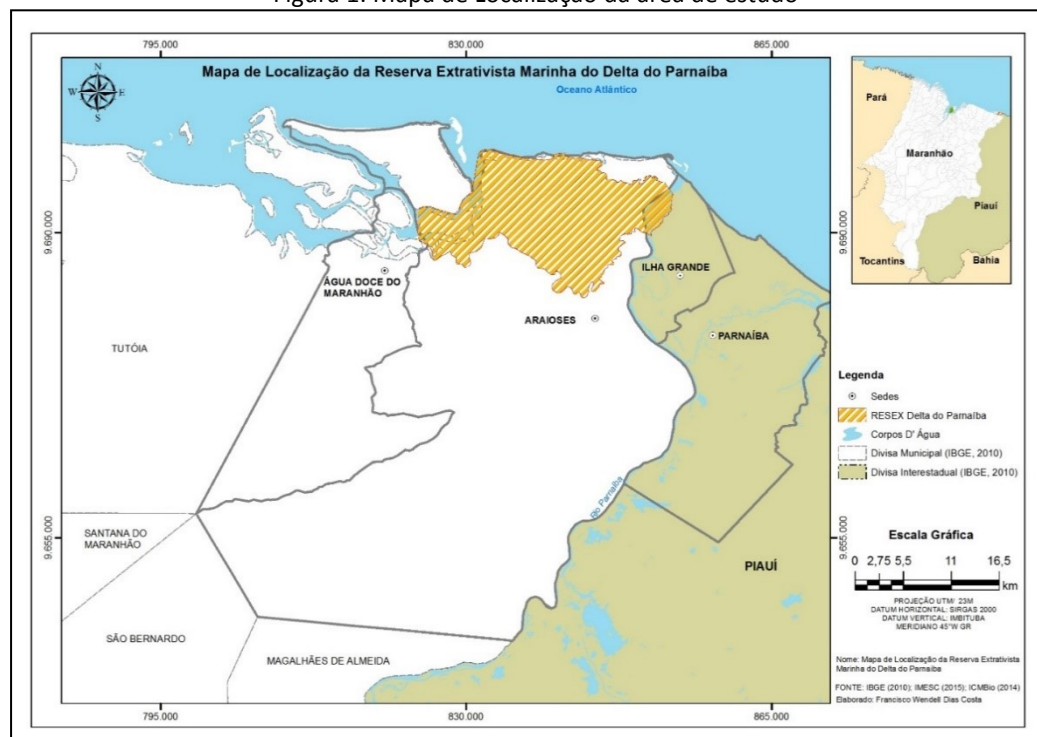 Figura 1: Mapa de Localização da área de estudo
795.000 830.000 865.000
Mapa de Localização da Reserva Extrativista Marinha do Delta do Parnaíba
Oceano Atlântico
N
W E
S
9.690.000
9.690.000
ÁGUA DOCE DO
MARANHÃO
ILHA GRANDE
ARAIOSES
PARNAÍBA
TUTÓIA
Rio Parnaíba
SANTANA DO
MARANHÃO
9.655.000
9.655.000
PIAUÍ
SÃO BERNARDO
MAGALHÃES DE ALMEIDA
795.000 830.000 865.000
Pará
Maranhão
Piauí
Tocantins
Bahia
Legenda
Sedes
RESEX Delta do Parnaíba
Corpos D' Água
Divisa Municipal (IBGE, 2010)
Divisa Interestadual (IBGE, 2010)
Escala Gráfica
0 2,75 5,5 11 16,5
km
PROJEÇÃO UTM/ 23M
DATUM HORIZONTAL: SIRGAS 2000
DATUM VERTICAL: IMBITUBA
MERIDIANO 45°W GR
Nome: Mapa de Localização da Reserva Extrativista
Marinha do Delta do Parnaíba
FONTE: IBGE (2010); IMESC (2015); ICMBio (2014)
Elaborado: Francisco Wendell Dias Costa